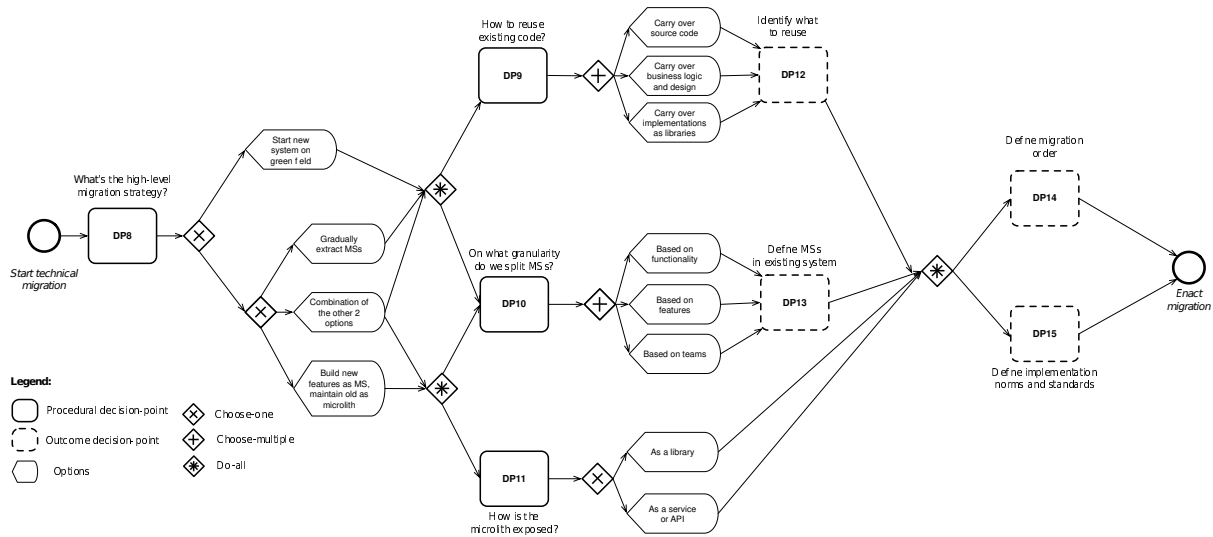 How to reuse
existing code?
DP9
Carry over
source code
Carry over
business logic
and design
Carry over
implementations
as libraries
Identify what
to reuse
DP12
Start new
system on
green field
What's the high-level
migration strategy?
DP8
Start technical
migration
Gradually
extract MSs
Combination of
the other 2
options
Build new
features as MS,
maintain old as
microlith
On what granularity
do we split MSs?
DP10
Based on
functionality
Based on
features
Based on teams
Define MSs
in existing system
DP13
Define migration
order
DP14
Enact
migration
DP15
Define implementation
norms and standards
DP11
How is the
microlith exposed?
As a library
As a service
or API
Legend:
Procedural decision-point
Outcome decision-point
Options
Choose-one
Choose-multiple
Do-all